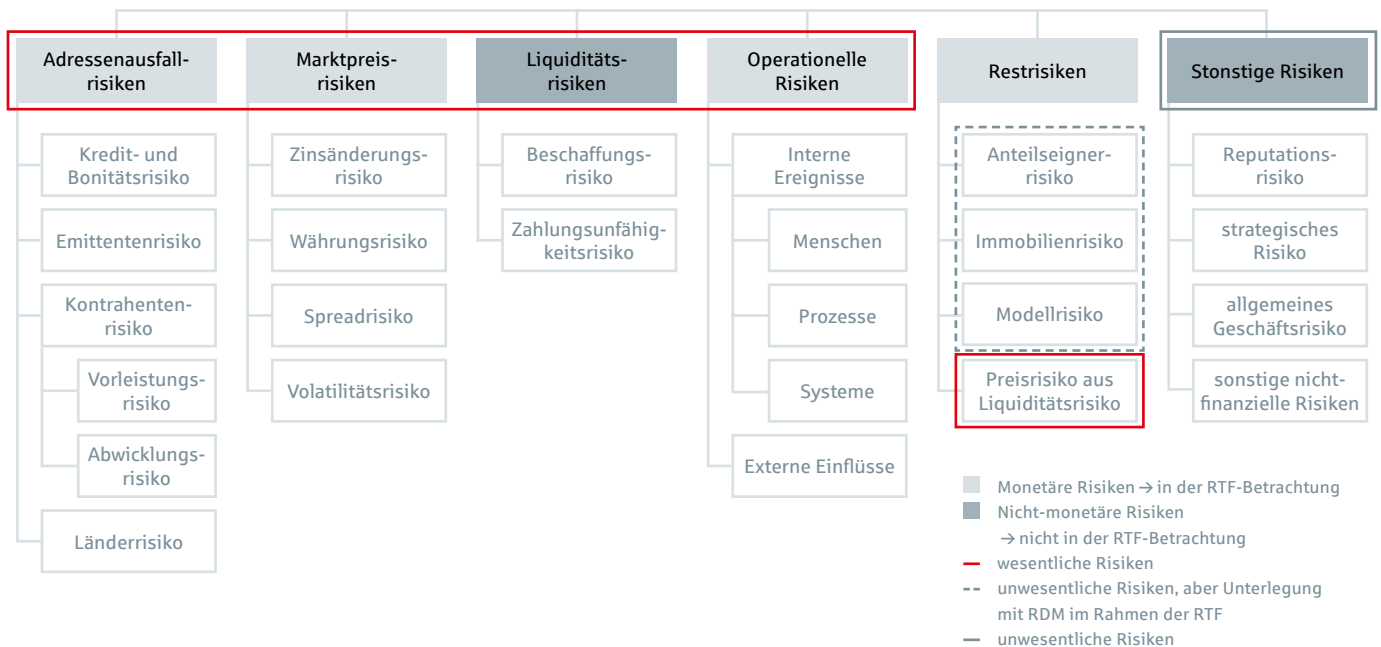 Adressenausfall-
risiken
Kredit- und
Bonitätsrisiko
Emittentenrisiko
Kontrahenten-
risiko
Vorleistungs-
risiko
Abwicklungs-
risiko
Länderrisiko
Marktpreis-
risiken
Zinsänderungs-
risiko
Währungsrisiko
Spreadrisiko
Volatilitätsrisiko
Liquiditäts-
risiken
Beschaffungs-
risiko
Zahlungsunfähig-
keitsrisiko
Operationelle
Risiken
Interne
Ereignisse
Menschen
Prozesse
Systeme
Externe Einflüsse
Restrisiken
Anteilseigner-
risiko
Immobilienrisiko
Modellrisiko
Preisrisiko aus
Liquiditätsrisiko
Stonstige Risiken
Reputations-
risiko
strategisches
Risiko
allgemeines
Geschäftsrisiko
sonstige nicht-
finanzielle Risiken
Monetäre Risiken → in der RTF-Betrachtung
Nicht-monetäre Risiken
→ nicht in der RTF-Betrachtung
wesentliche Risiken
unwesentliche Risiken, aber Unterlegung
mit RDM im Rahmen der RTF
unwesentliche Risiken